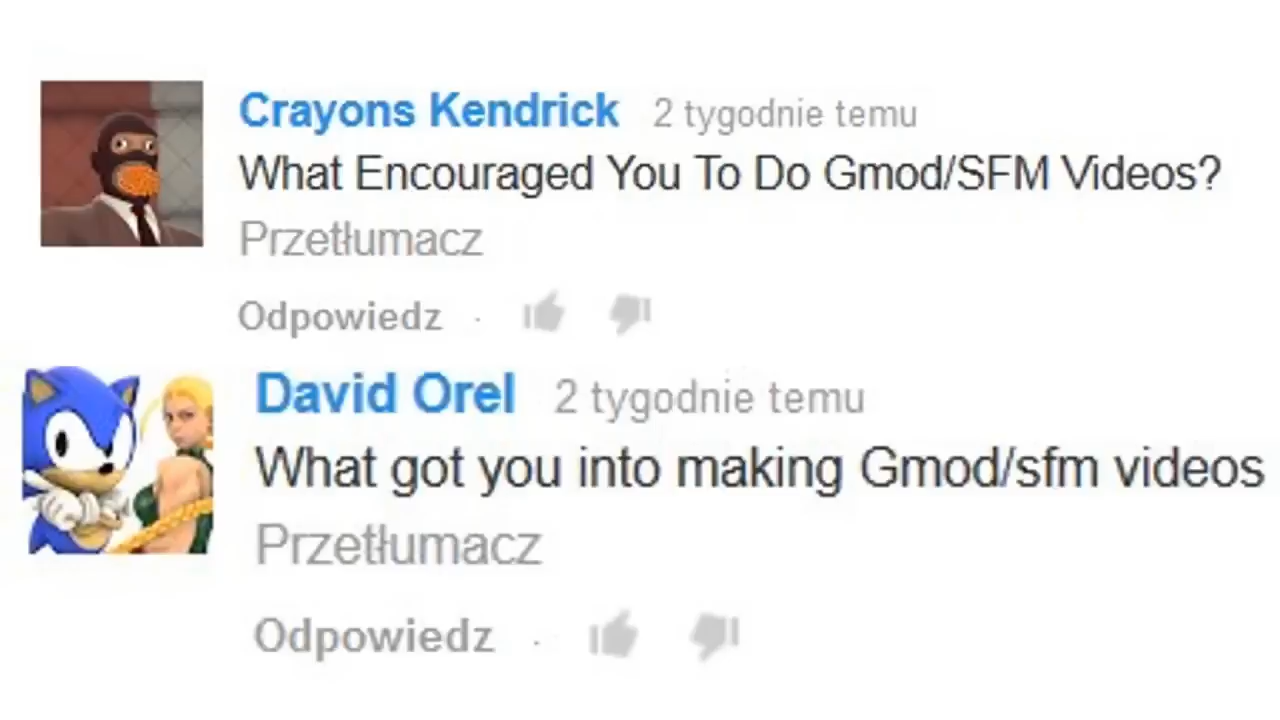 Crayons Kendrick 2 tygodnie temu
What Encouraged You To Do Gmod/SFM Videos?
Przetłumacz
Odpowiedz ·
David Orel 2 tygodnie temu
What got you into making Gmod/sfm videos
Przetłumacz
Odpowiedz ·